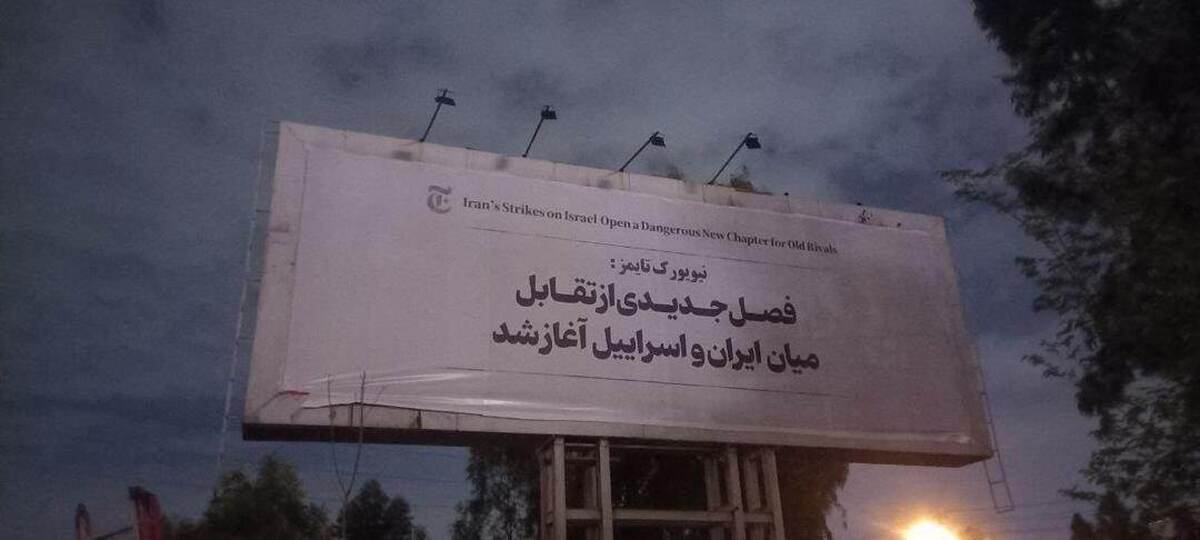 Iran's Strikes on Israel Open a Dangerous New Chapter for Old Rivals
نیویورک تایمز:
فصل جدیدی از تقابل
میان ایران و اسراییل آغاز شد